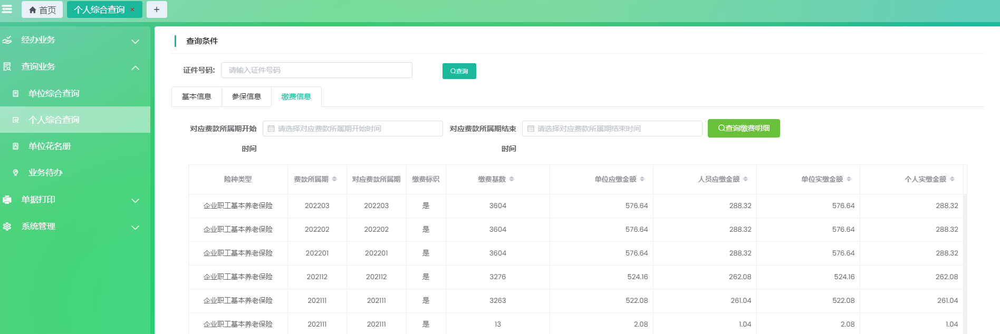 首页 个人综合查询 × +
经办业务
查询业务
单位综合查询
个人综合查询
单位花名册
业务待办
单据打印
系统管理
查询条件
证件号码: 请输入证件号码 查询
基本信息 参保信息 缴费信息
对应费款所属期开始时间 请选择对应费款所属期开始时间 对应费款所属期结束时间 请选择对应费款所属期结束时间 查询缴费明细
险种类型 费款所属期 对应费款所属期 缴费标识 缴费基数 单位应缴金额 人员应缴金额 单位实缴金额 个人实缴金额
企业职工基本养老保险 202203 202203 是 3604 576.64 288.32 576.64 288.32
企业职工基本养老保险 202202 202202 是 3604 576.64 288.32 576.64 288.32
企业职工基本养老保险 202201 202201 是 3604 576.64 288.32 576.64 288.32
企业职工基本养老保险 202112 202112 是 3276 524.16 262.08 524.16 262.08
企业职工基本养老保险 202111 202111 是 3263 522.08 261.04 522.08 261.04
企业职工基本养老保险 202111 202111 是 13 2.08 1.04 2.08 1.04